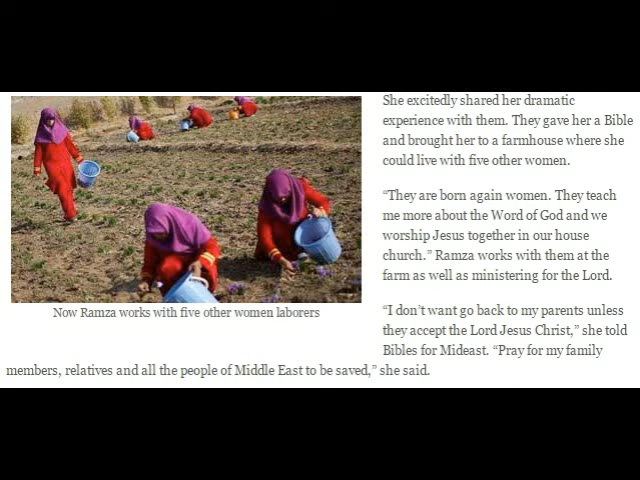 She excitedly shared her dramatic
experience with them. They gave her a Bible
and brought her to a farmhouse where she
could live with five other women.
“They are born again women. They teach
me more about the Word of God and we
worship Jesus together in our house
church.” Ramza works with them at the
farm as well as ministering for the Lord.
Now Ramza works with five other women laborers
“I don’t want go back to my parents unless
they accept the Lord Jesus Christ,” she told
Bibles for Mideast. “Pray for my family
members, relatives and all the people of Middle East to be saved,” she said.